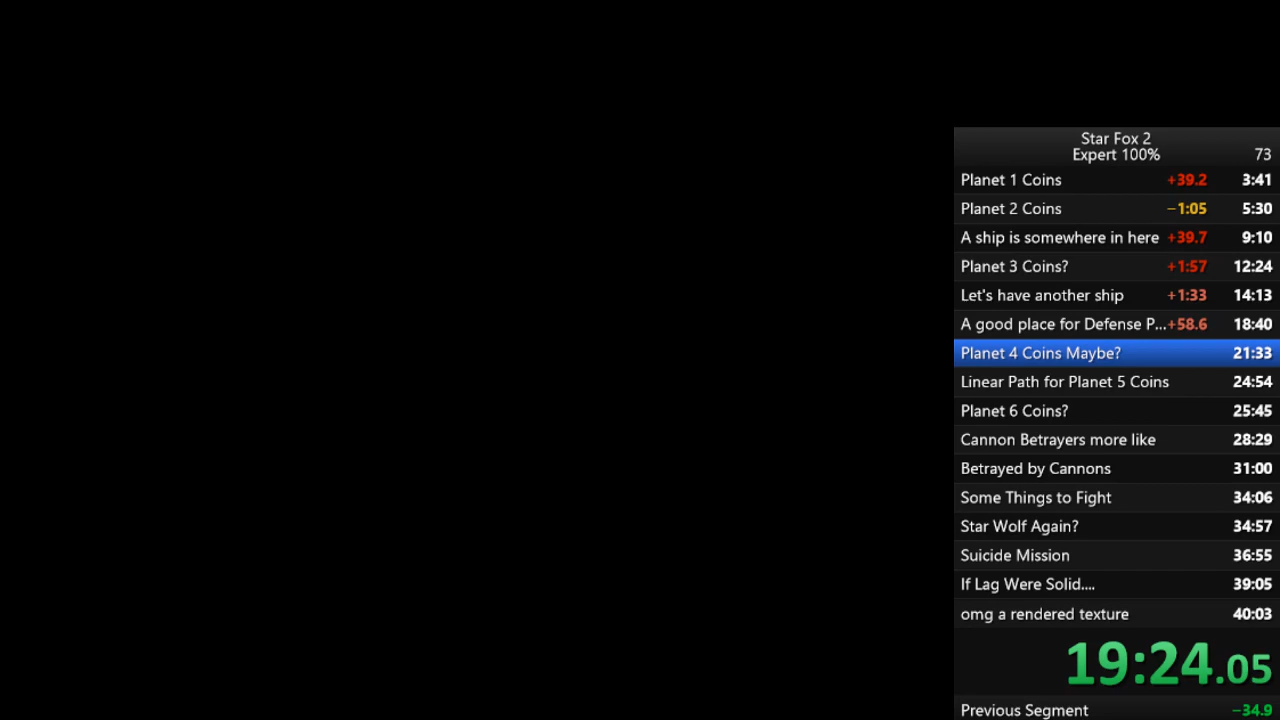 Star Fox 2
Expert 100% 73
Planet 1 Coins +39.2 3:41
Planet 2 Coins −1:05 5:30
A ship is somewhere in here +39.7 9:10
Planet 3 Coins? +1:57 12:24
Let's have another ship +1:33 14:13
A good place for Defense P... +58.6 18:40
Planet 4 Coins Maybe? 21:33
Linear Path for Planet 5 Coins 24:54
Planet 6 Coins? 25:45
Cannon Betrayers more like 28:29
Betrayed by Cannons 31:00
Some Things to Fight 34:06
Star Wolf Again? 34:57
Suicide Mission 36:55
If Lag Were Solid.... 39:05
omg a rendered texture 40:03
19:24.05
Previous Segment −34.9